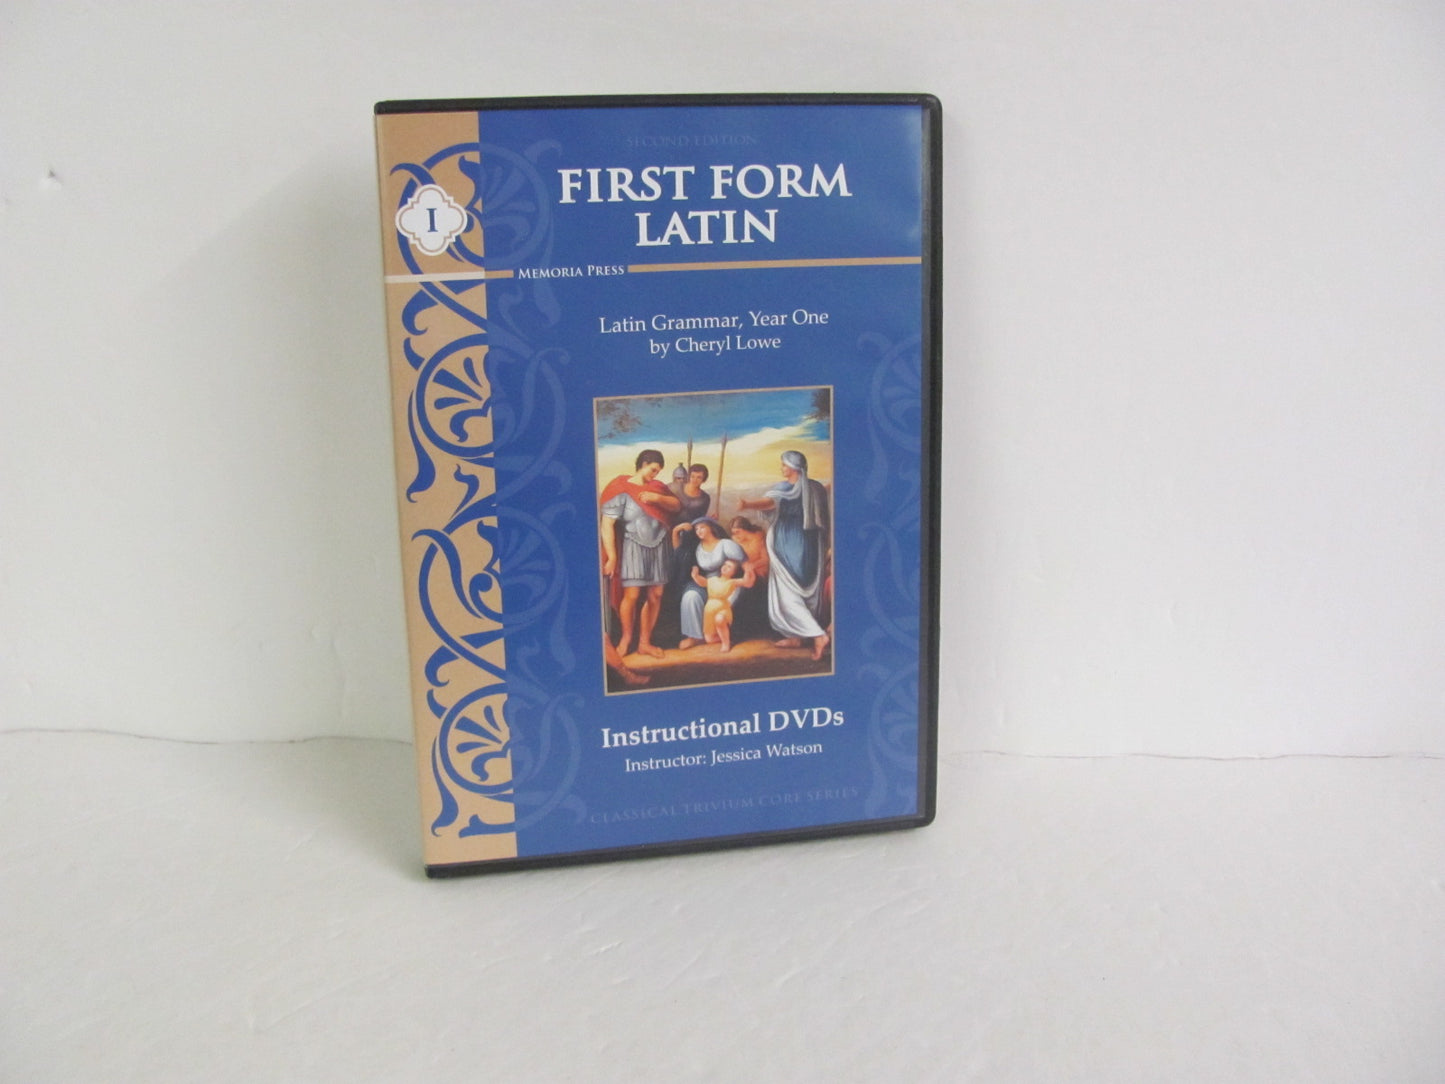 SECOND EDITION
FIRST FORM
LATIN
I
MEMORIA PRESS
Latin Grammar, Year One
by Cheryl Lowe
Instructional DVDs
Instructor: Jessica Watson
CLASSICAL TRIVIUM CORE SERIES